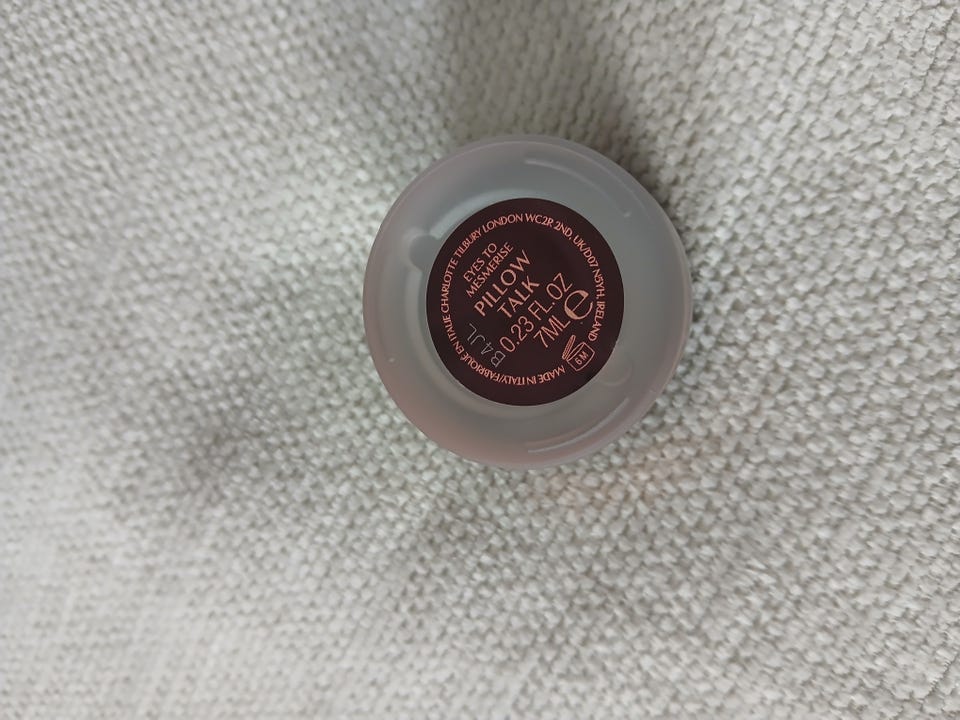 MADE IN ITALY/FABRIQUÉ EN ITALIE CHARLOTTE TILBURY LONDON WC2R 2ND, UK/D07 N5YH, IRELAND
EYES TO
MESMERISE
PILLOW
TALK
0.23 FL.OZ
7ML e
B4JL
6M